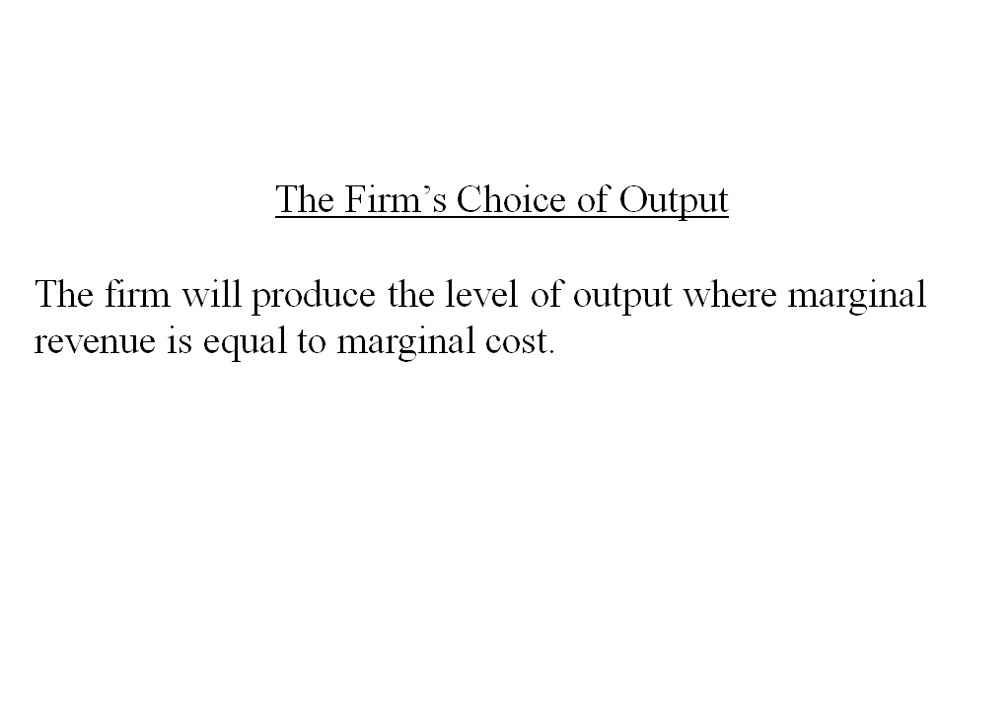 The Firm’s Choice of Output
The firm will produce the level of output where marginal
revenue is equal to marginal cost.